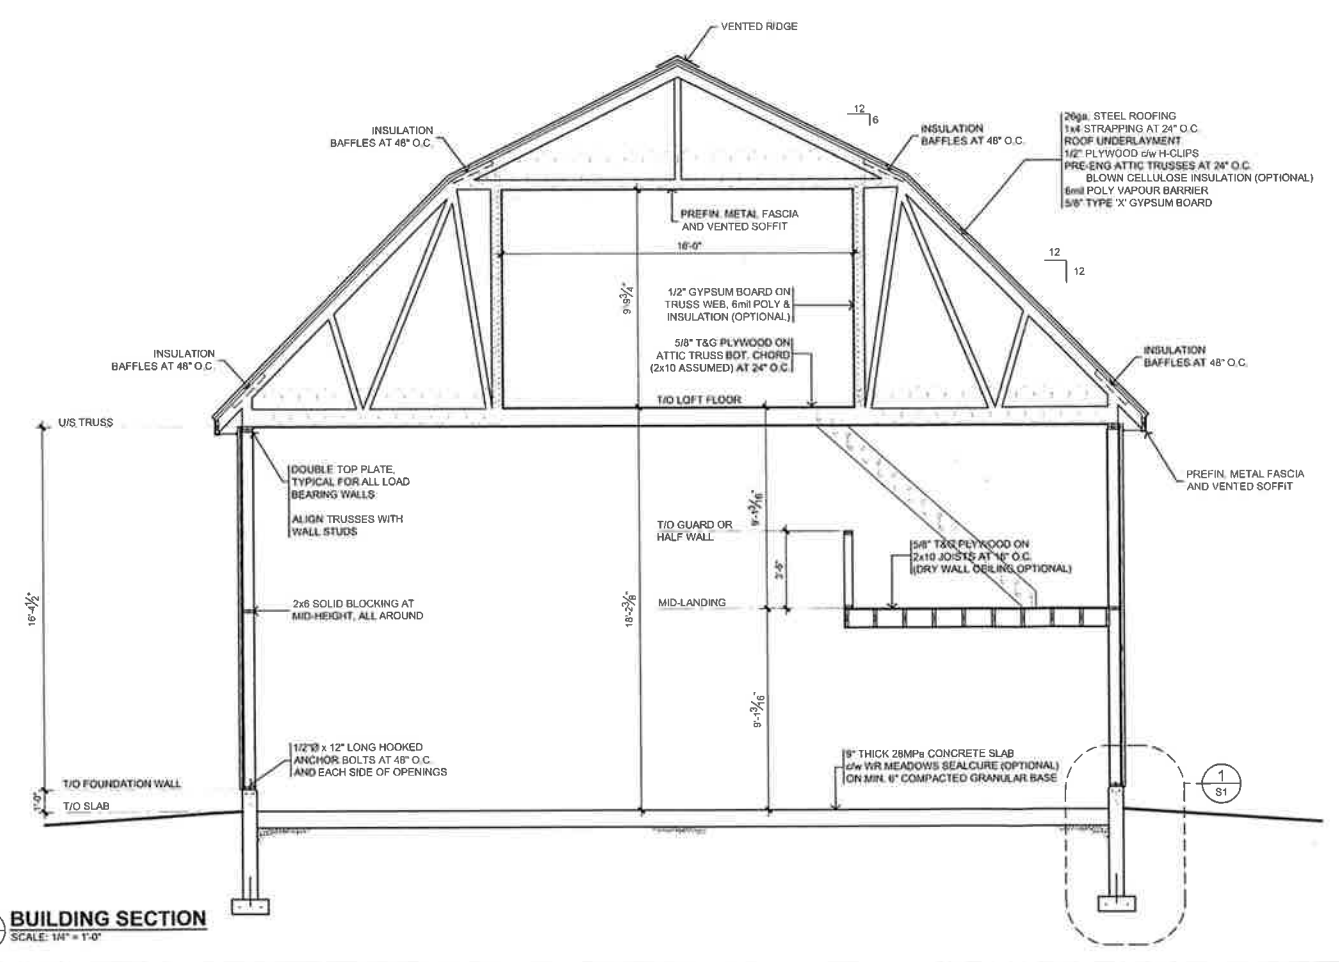 VENTED RIDGE
12
6
INSULATION
BAFFLES AT 48" O.C.
INSULATION
BAFFLES AT 48" O.C.
26ga. STEEL ROOFING
1x4 STRAPPING AT 24" O.C.
ROOF UNDERLAYMENT
1/2" PLYWOOD c/w H-CLIPS
PRE-ENG ATTIC TRUSSES AT 24" O.C.
BLOWN CELLULOSE INSULATION (OPTIONAL)
6mil POLY VAPOUR BARRIER
5/8" TYPE 'X' GYPSUM BOARD
PREFIN. METAL FASCIA
AND VENTED SOFFIT
16'-0"
12
12
9'-9¾"
1/2" GYPSUM BOARD ON
TRUSS WEB, 6mil POLY &
INSULATION (OPTIONAL)
5/8" T&G PLYWOOD ON
ATTIC TRUSS BOT. CHORD
(2x10 ASSUMED) AT 24" O.C.
INSULATION
BAFFLES AT 48" O.C.
INSULATION
BAFFLES AT 48" O.C.
T/O LOFT FLOOR
U/S TRUSS
DOUBLE TOP PLATE,
TYPICAL FOR ALL LOAD
BEARING WALLS
ALIGN TRUSSES WITH
WALL STUDS
PREFIN. METAL FASCIA
AND VENTED SOFFIT
9'-1 3/16"
T/O GUARD OR
HALF WALL
3'-6"
5/8" T&G PLYWOOD ON
2x10 JOISTS AT 16" O.C.
(DRY WALL CEILING OPTIONAL)
16'-4½"
2x6 SOLID BLOCKING AT
MID-HEIGHT, ALL AROUND
18'-2⅜"
MID-LANDING
9'-1 3/16"
1/2"Ø x 12" LONG HOOKED
ANCHOR BOLTS AT 48" O.C.
AND EACH SIDE OF OPENINGS
9" THICK 28MPa CONCRETE SLAB
c/w WR MEADOWS SEALCURE (OPTIONAL)
ON MIN. 6" COMPACTED GRANULAR BASE
T/O FOUNDATION WALL
1'-0"
T/O SLAB
1
S1
BUILDING SECTION
SCALE: 1/4" = 1'-0"